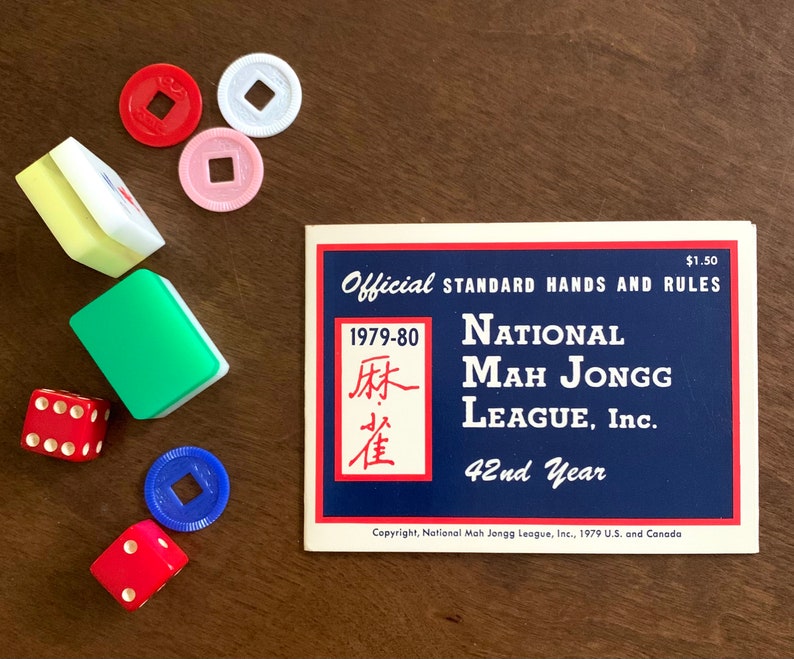 $1.50
Official STANDARD HANDS AND RULES
1979-80
麻
雀
NATIONAL
MAH JONGG
LEAGUE, Inc.
42nd Year
Copyright, National Mah Jongg League, Inc., 1979 U.S. and Canada